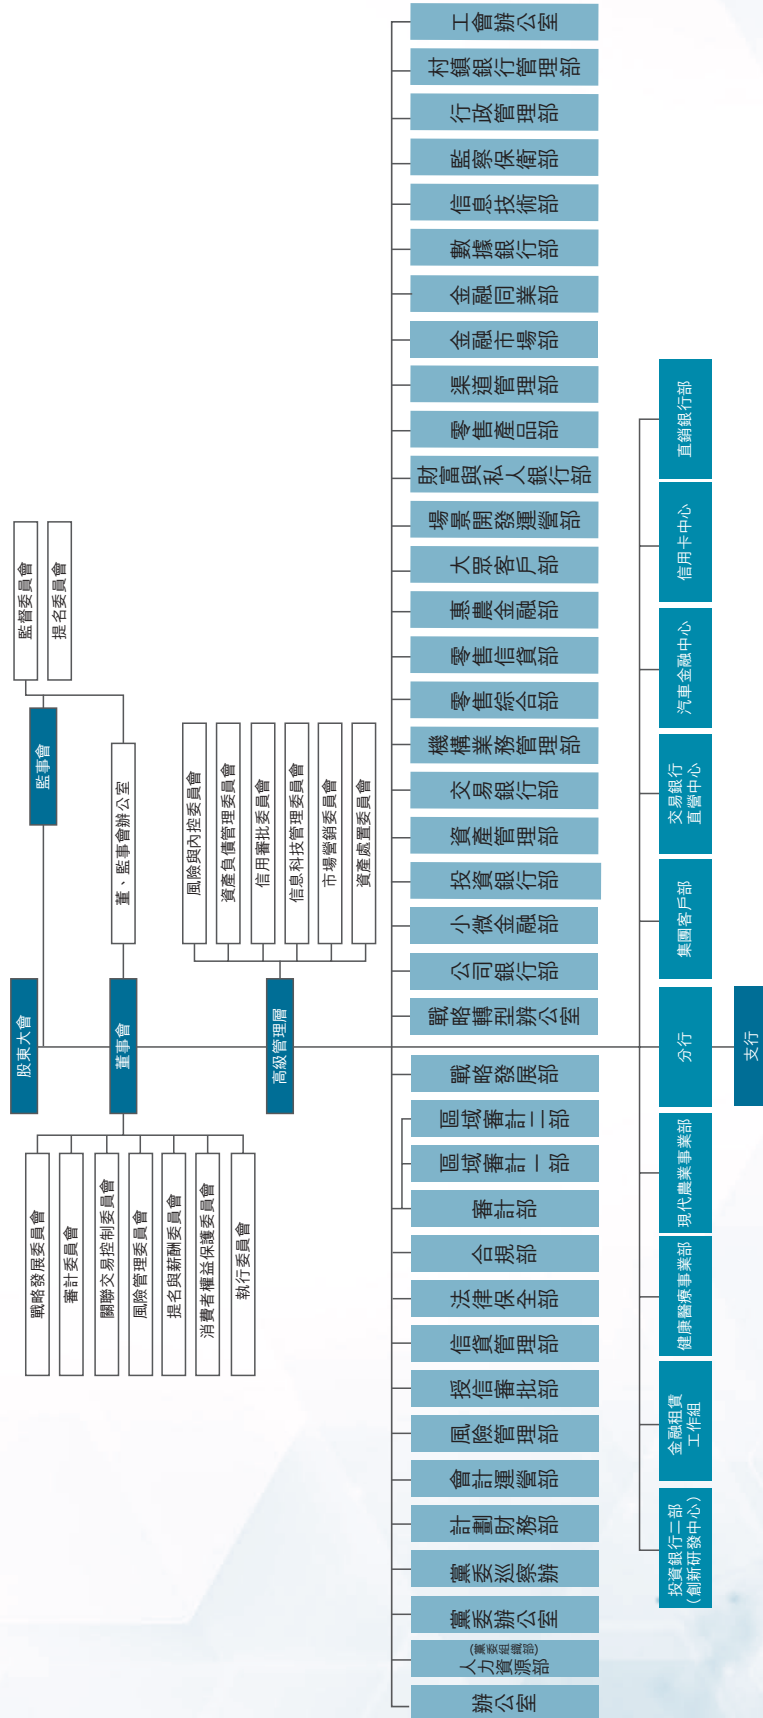 股東大會
監事會
監督委員會
提名委員會
董事會
董、監事會辦公室
戰略發展委員會
審計委員會
關聯交易控制委員會
風險管理委員會
提名與薪酬委員會
消費者權益保護委員會
執行委員會
高級管理層
風險與內控委員會
資產負債管理委員會
信用審批委員會
信息科技管理委員會
市場營銷委員會
資產處置委員會
辦公室
人力資源部
(黨委組織部)
黨委辦公室
黨委巡察辦
計劃財務部
會計運營部
風險管理部
授信審批部
信貸管理部
法律保全部
合規部
審計部
區域審計一部
區域審計二部
戰略發展部
戰略轉型辦公室
公司銀行部
小微金融部
投資銀行部
資產管理部
交易銀行部
機構業務管理部
零售綜合部
零售信貸部
惠農金融部
大眾客戶部
場景開發運營部
財富與私人銀行部
零售產品部
渠道管理部
金融市場部
金融同業部
數據銀行部
信息技術部
監察保衛部
行政管理部
村鎮銀行管理部
工會辦公室
投資銀行二部
（創新研發中心）
金融租賃
工作組
健康醫療事業部
現代農業事業部
分行
集團客戶部
交易銀行
直營中心
汽車金融中心
信用卡中心
直銷銀行部
支行